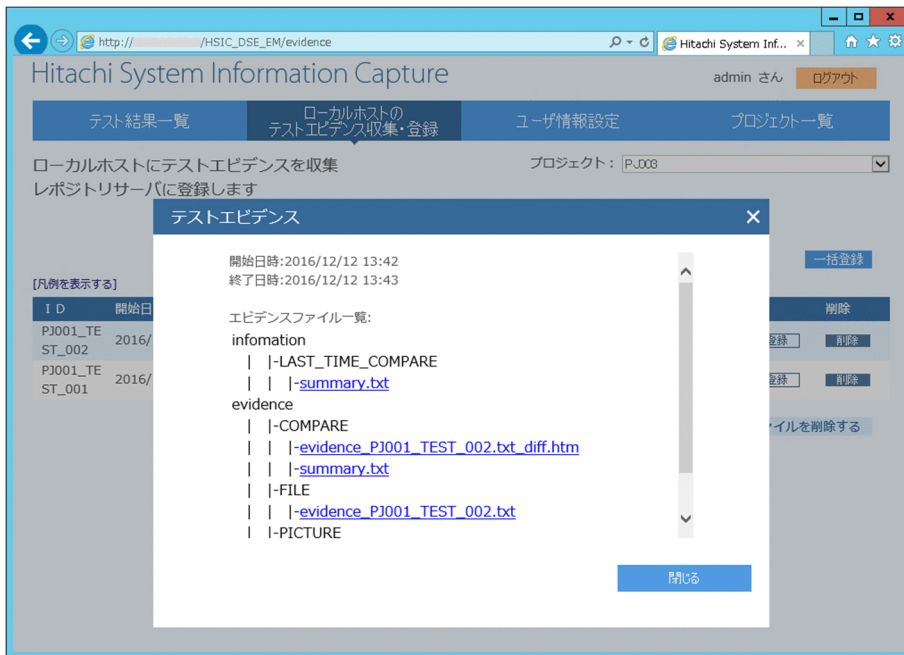 http:// /HSIC_DSE_EM/evidence
Hitachi System Inf...
Hitachi System Information Capture
admin さん
ログアウト
テスト結果一覧
ローカルホストの
テストエビデンス収集・登録
ユーザ情報設定
プロジェクト一覧
ローカルホストにテストエビデンスを収集
レポジトリサーバに登録します
プロジェクト：
PJ003
テストエビデンス
開始日時:2016/12/12 13:42
終了日時:2016/12/12 13:43
エビデンスファイル一覧:
infomation
| |-LAST_TIME_COMPARE
| | |-summary.txt
evidence
| |-COMPARE
| | |-evidence_PJ001_TEST_002.txt_diff.htm
| | |-summary.txt
| |-FILE
| | |-evidence_PJ001_TEST_002.txt
| |-PICTURE
閉じる
一括登録
[凡例を表示する]
ＩＤ
開始日
削除
PJ001_TE
ST_002
2016/
登録
削除
PJ001_TE
ST_001
2016/
登録
削除
イルを削除する